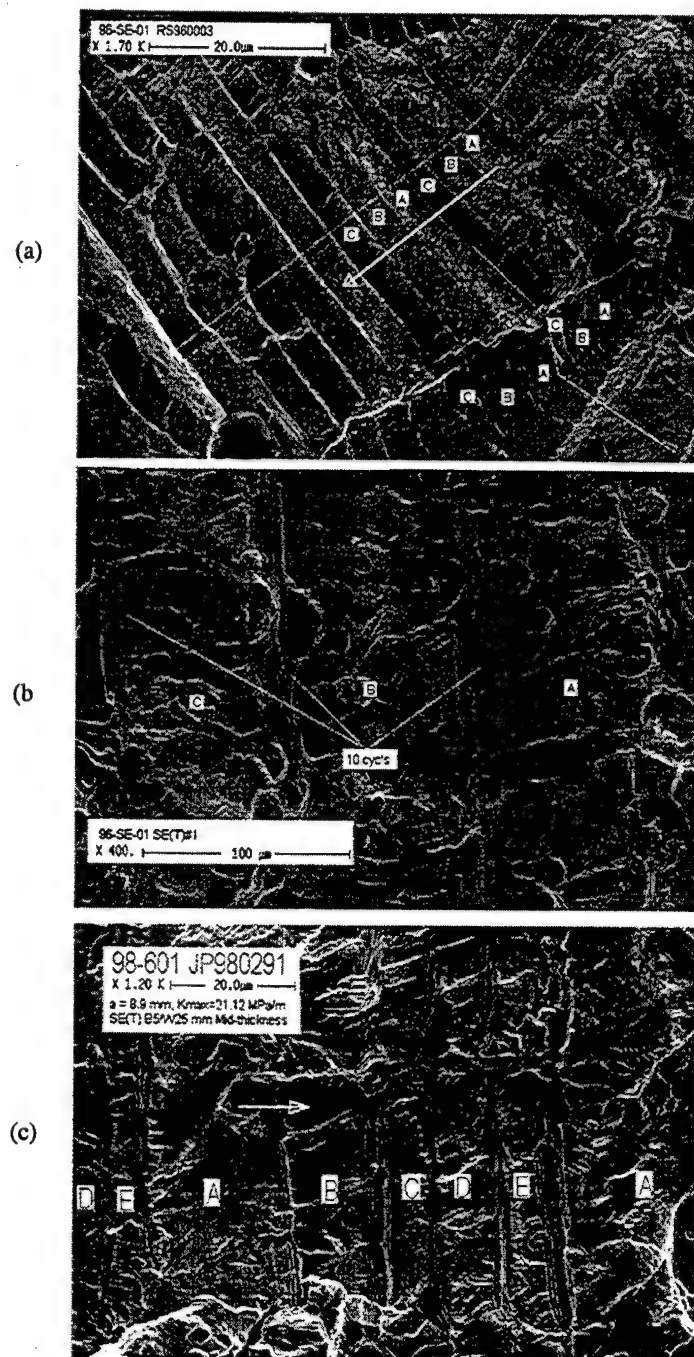 96-SE-01 RS960003
X 1.70 K 20.0µm
A
B
C
A
B
C
(a)
A
C
B
A
C
B
(b)
C
B
A
10 cyc's
96-SE-01 SE(T)#1
X 400. 100 µm
98-601 JP980291
X 1.20 K 20.0µm
a = 8.9 mm, Kmax=21.12 MPa/m
SE(T) B5/W25 mm Mid-thickness
(c)
D E A B C D E A